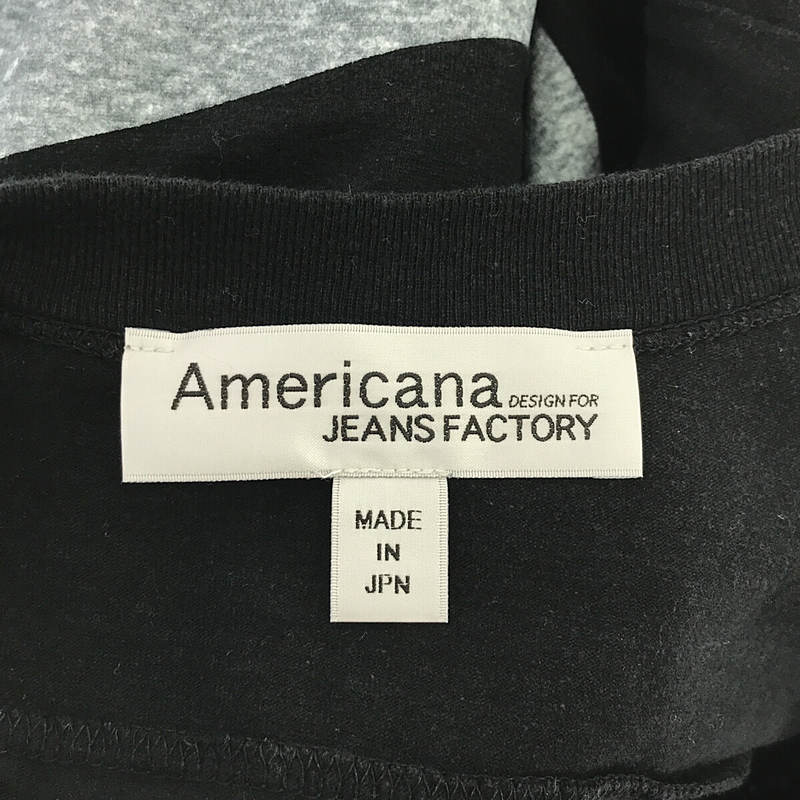 Americana DESIGN FOR
JEANS FACTORY
MADE
IN
JPN